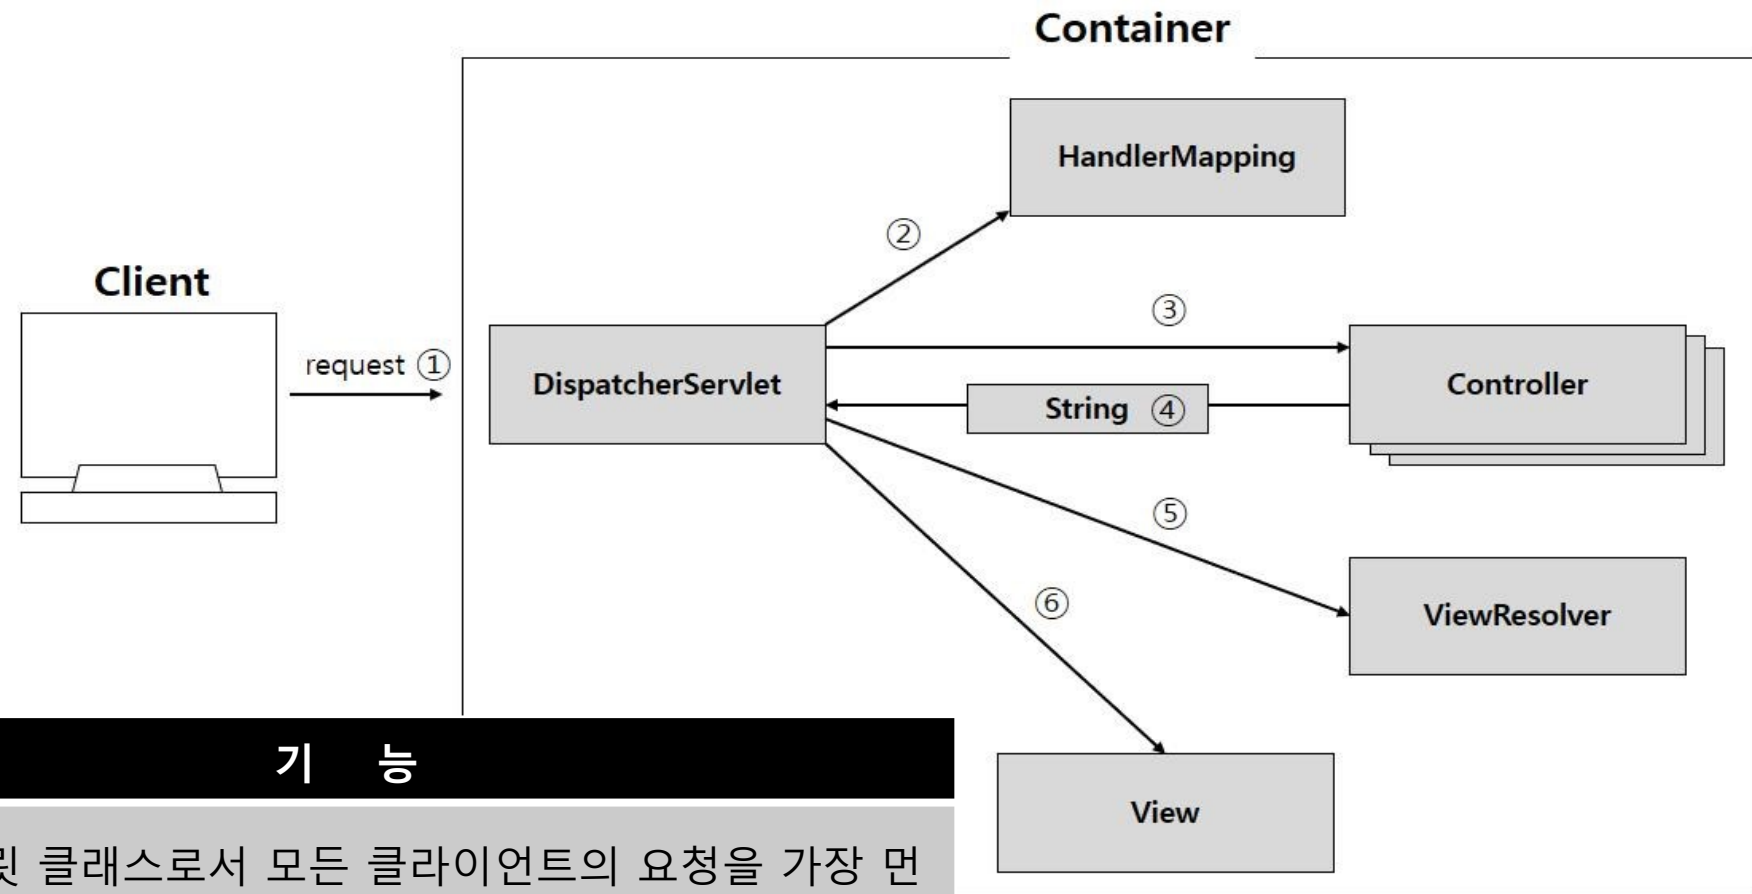 Container
HandlerMapping
②
Client
③
request ①
DispatcherServlet
Controller
String ④
⑤
⑥
ViewResolver
기 능
클래스로서 모든 클라이언트의 요청을 가장 먼
View